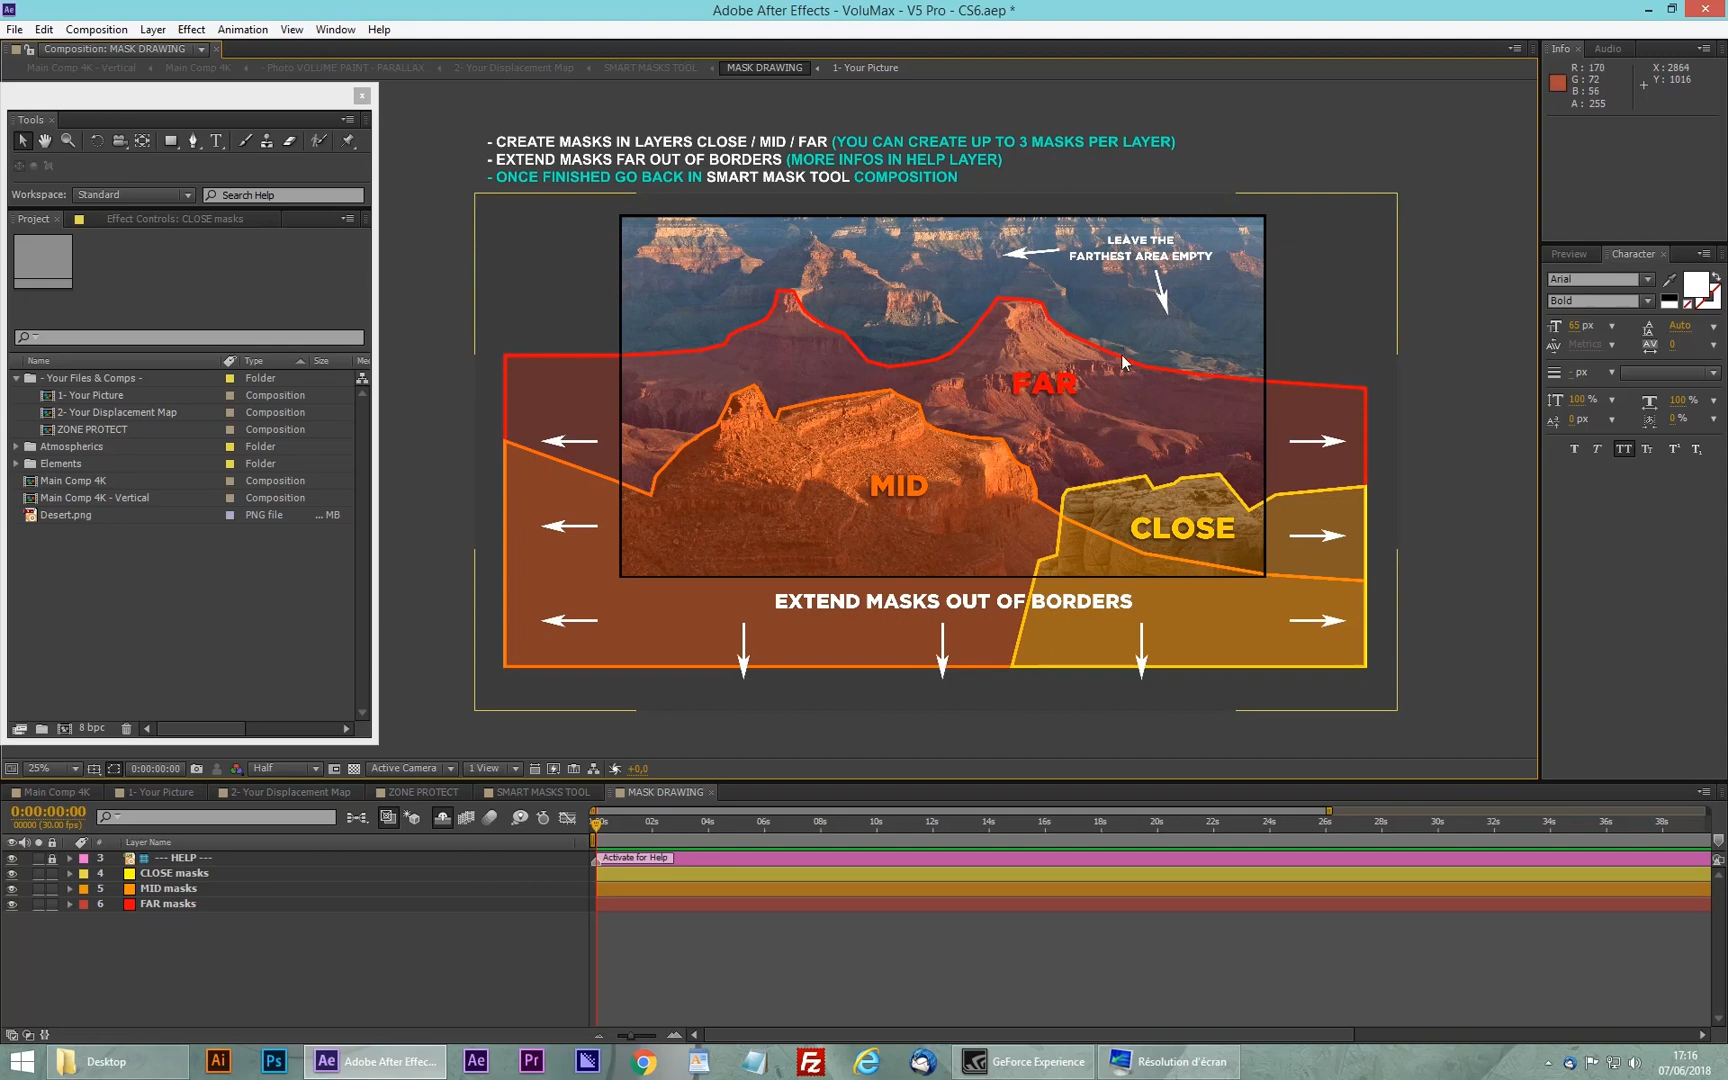 Adobe After Effects - VoluMax - V5 Pro - CS6.aep *
File Edit Composition Layer Effect Animation View Window Help
Composition: MASK DRAWING
Info Audio
Main Comp 4K - Vertical Main Comp 4K - Photo VOLUME PAINT - PARALLAX 2- Your Displacement Map SMART MASKS TOOL MASK DRAWING 1- Your Picture
R: 170
G: 72
B: 56
A: 255
X: 2864
Y: 1016
Tools
Workspace: Standard Search Help
Project Effect Controls: CLOSE masks
Name Type Size Me
- Your Files & Comps - Folder
1- Your Picture Composition
2- Your Displacement Map Composition
ZONE PROTECT Composition
Atmospherics Folder
Elements Folder
Main Comp 4K Composition
Main Comp 4K - Vertical Composition
Desert.png PNG file ... MB
8 bpc
- CREATE MASKS IN LAYERS CLOSE / MID / FAR (YOU CAN CREATE UP TO 3 MASKS PER LAYER)
- EXTEND MASKS FAR OUT OF BORDERS (MORE INFOS IN HELP LAYER)
- ONCE FINISHED GO BACK IN SMART MASK TOOL COMPOSITION
LEAVE THE
FARTHEST AREA EMPTY
FAR
MID
CLOSE
EXTEND MASKS OUT OF BORDERS
Preview Character
Arial
Bold
65 px Auto
Metrics 0
- px
100 % 100 %
0 px 0 %
25% 0:00:00:00 Half Active Camera 1 View +0,0
Main Comp 4K 1- Your Picture 2- Your Displacement Map ZONE PROTECT SMART MASKS TOOL MASK DRAWING
0:00:00:00
00000 (30.00 fps)
02s 04s 06s 08s 10s 12s 14s 16s 18s 20s 22s 24s 26s 28s 30s 32s 34s 36s 38s
# Layer Name
3 --- HELP --- Activate for Help
4 CLOSE masks
5 MID masks
6 FAR masks
Desktop Ai Ps Ae Adobe After Effec... Ae Pr Fz GeForce Experience Résolution d'écran
17:16
07/06/2018